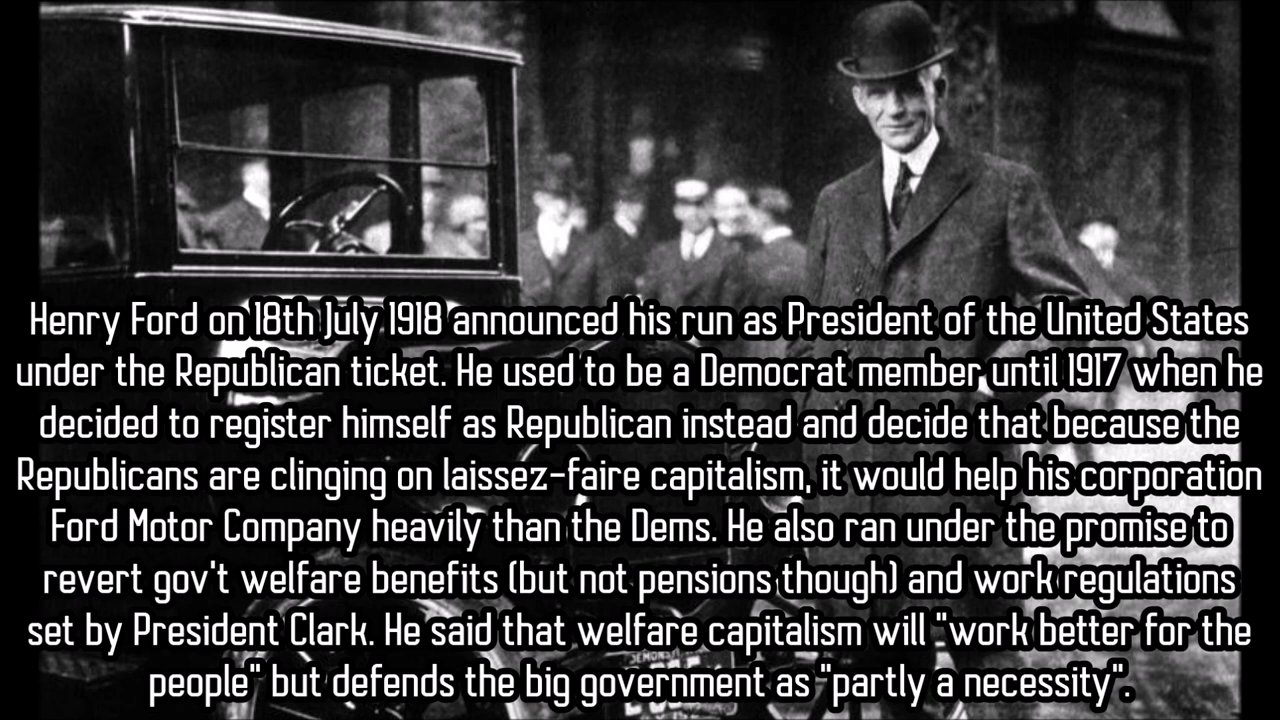 Henry Ford on 18th July 1918 announced his run as President of the United States
under the Republican ticket. He used to be a Democrat member until 1917 when he
decided to register himself as Republican instead and decide that because the
Republicans are clinging on laissez-faire capitalism, it would help his corporation
Ford Motor Company heavily than the Dems. He also ran under the promise to
revert gov't welfare benefits (but not pensions though) and work regulations
set by President Clark. He said that welfare capitalism will "work better for the
people" but defends the big government as "partly a necessity".